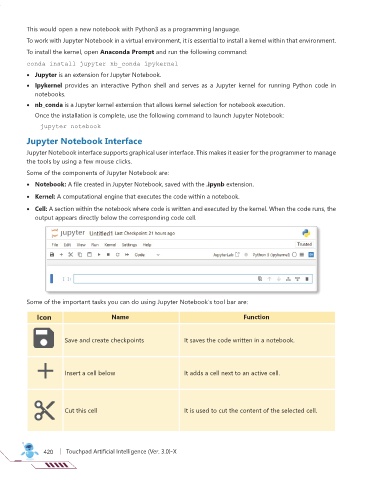 This would open a new notebook with Python3 as a programming language.
To work with Jupyter Notebook in a virtual environment, it is essential to install a kernel within that environment.
To install the kernel, open Anaconda Prompt and run the following command:
conda install jupyter nb_conda ipykernel
• Jupyter is an extension for Jupyter Notebook.
• Ipykernel provides an interactive Python shell and serves as a Jupyter kernel for running Python code in
notebooks.
• nb_conda is a Jupyter kernel extension that allows kernel selection for notebook execution.
Once the installation is complete, use the following command to launch Jupyter Notebook:
jupyter notebook
Jupyter Notebook Interface
Jupyter Notebook interface supports graphical user interface. This makes it easier for the programmer to manage
the tools by using a few mouse clicks.
Some of the components of Jupyter Notebook are:
• Notebook: A file created in Jupyter Notebook, saved with the .ipynb extension.
• Kernel: A computational engine that executes the code within a notebook.
• Cell: A section within the notebook where code is written and executed by the kernel. When the code runs, the
output appears directly below the corresponding code cell.
jupyter Untitled1 Last Checkpoint: 21 hours ago
File Edit View Run Kernel Settings Help Trusted
Code JupyterLab Python 3 (ipykernel)
[ ]:
Some of the important tasks you can do using Jupyter Notebook's tool bar are:
Icon Name Function
Save and create checkpoints It saves the code written in a notebook.
Insert a cell below It adds a cell next to an active cell.
Cut this cell It is used to cut the content of the selected cell.
420 | Touchpad Artificial Intelligence (Ver. 3.0)-X